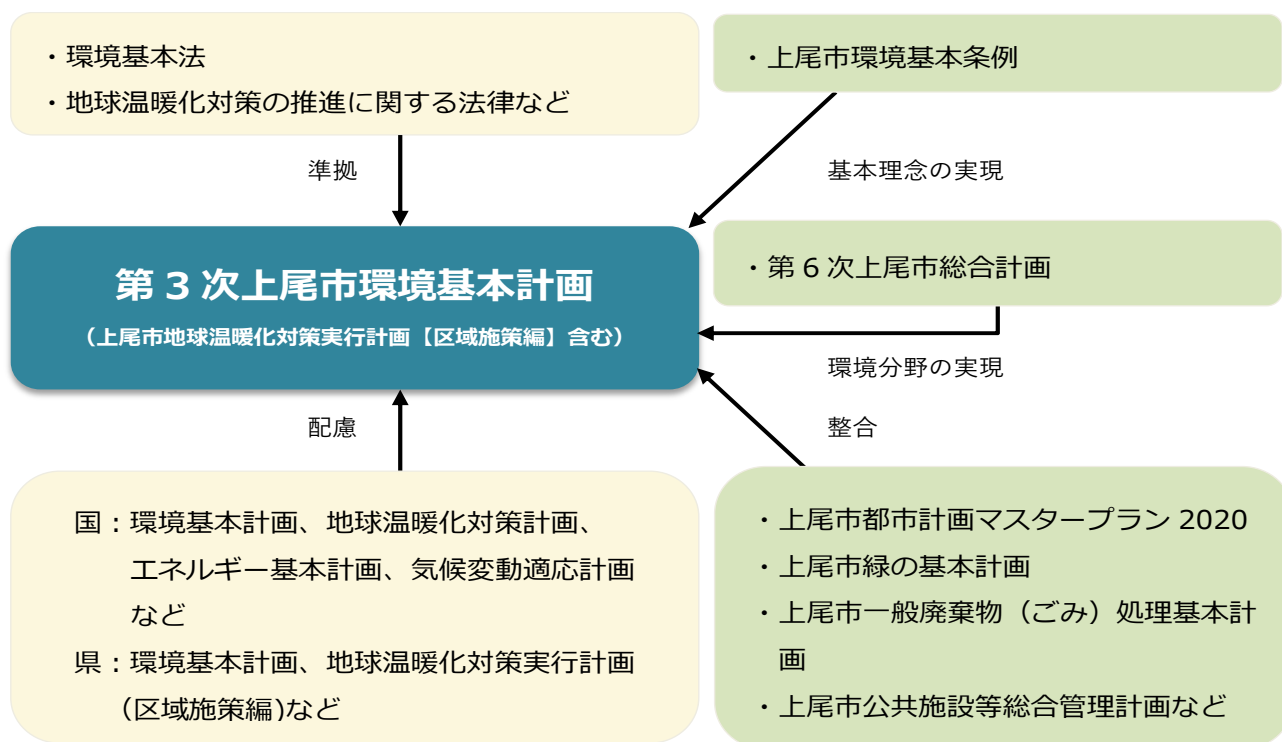 ・環境基本法
・地球温暖化対策の推進に関する法律など
・上尾市環境基本条例
準拠
基本理念の実現
第 3 次上尾市環境基本計画
（上尾市地球温暖化対策実行計画【区域施策編】含む）
・第 6 次上尾市総合計画
環境分野の実現
配慮
整合
国：環境基本計画、地球温暖化対策計画、
エネルギー基本計画、気候変動適応計画
など
県：環境基本計画、地球温暖化対策実行計画
（区域施策編)など
・上尾市都市計画マスタープラン 2020
・上尾市緑の基本計画
・上尾市一般廃棄物（ごみ）処理基本計
画
・上尾市公共施設等総合管理計画など